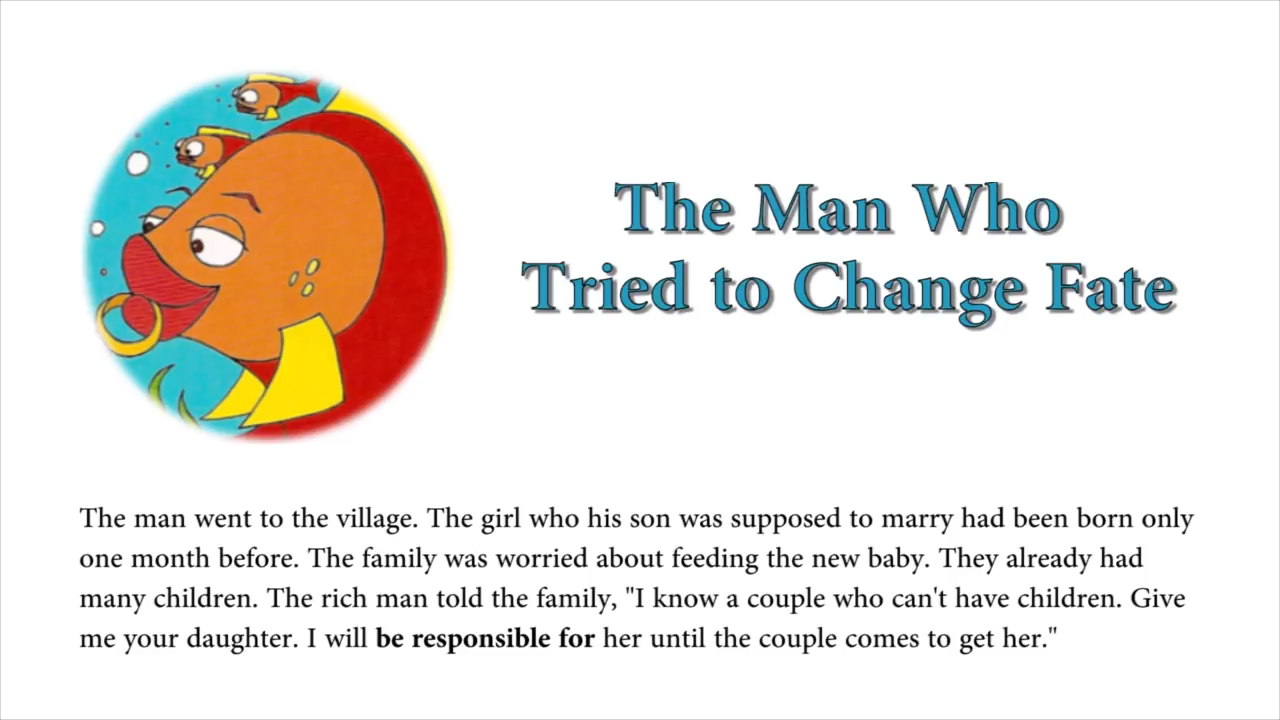 The Man Who
Tried to Change Fate
The man went to the village. The girl who his son was supposed to marry had been born only
one month before. The family was worried about feeding the new baby. They already had
many children. The rich man told the family, "I know a couple who can't have children. Give
me your daughter. I will be responsible for her until the couple comes to get her."